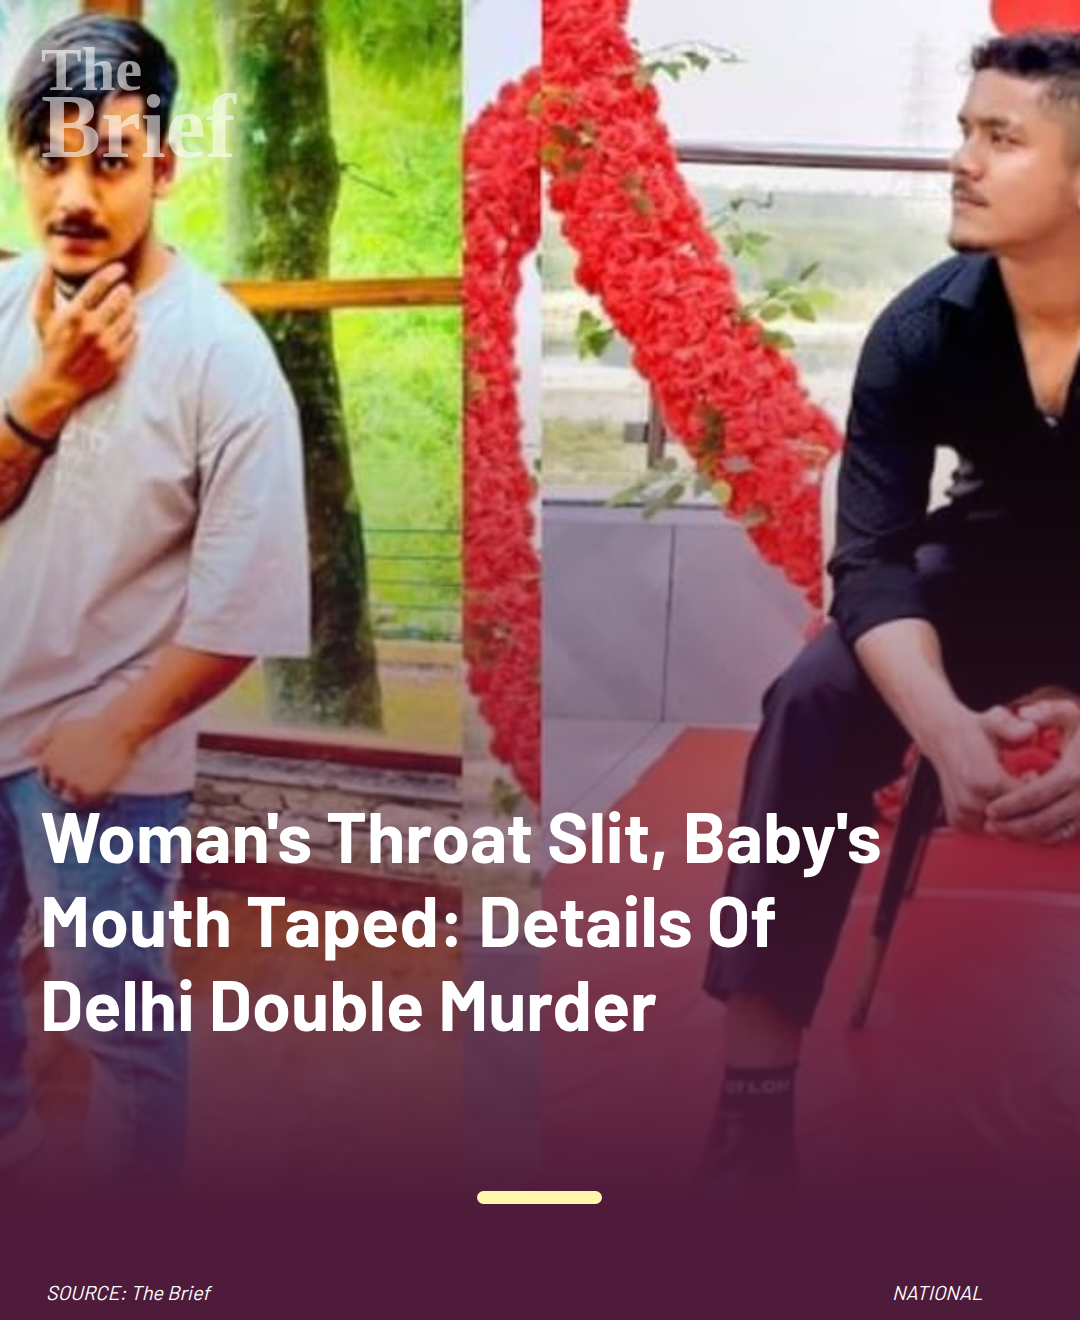 The
Brief
Woman's Throat Slit, Baby's
Mouth Taped: Details Of
Delhi Double Murder
SOURCE: The Brief
NATIONAL